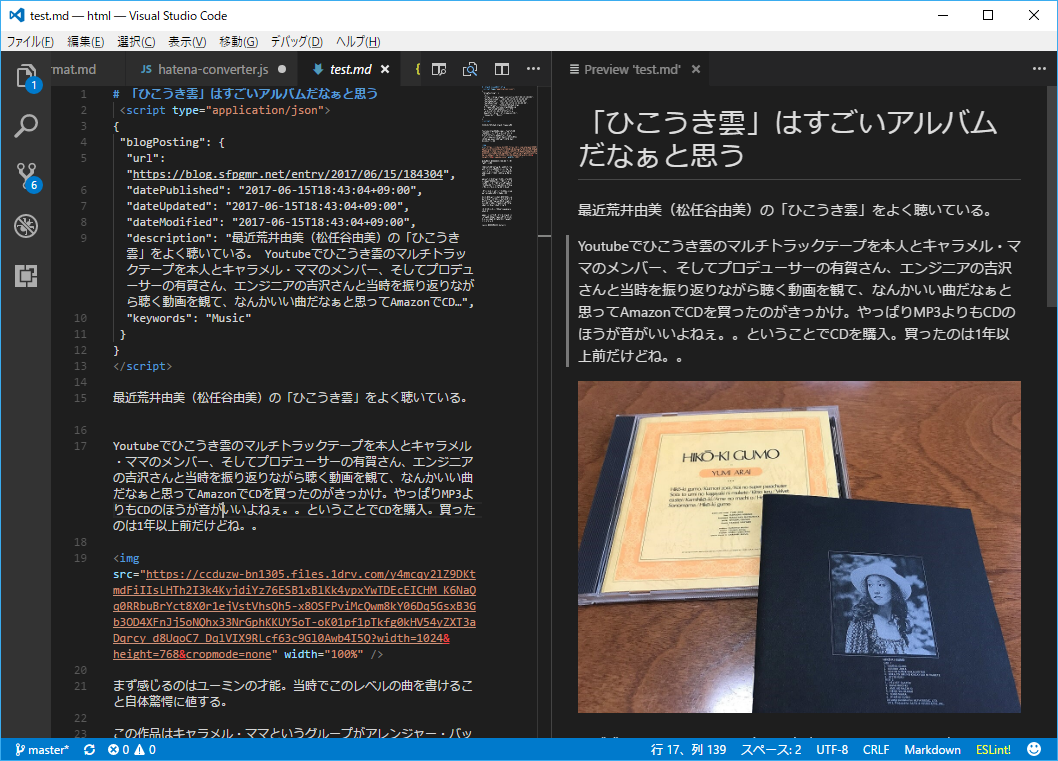 test.md — html — Visual Studio Code
ファイル(F) 編集(E) 選択(C) 表示(V) 移動(G) デバッグ(D) ヘルプ(H)
rmat.md JS hatena-converter.js test.md { Preview 'test.md'
1
6
1 # 「ひこうき雲」はすごいアルバムだなぁと思う
2 <script type="application/json">
3 {
4 "blogPosting": {
5 "url":
"https://blog.sfpgmr.net/entry/2017/06/15/184304",
6 "datePublished": "2017-06-15T18:43:04+09:00",
7 "dateUpdated": "2017-06-15T18:43:04+09:00",
8 "dateModified": "2017-06-15T18:43:04+09:00",
9 "description": "最近荒井由美（松任谷由美）の「ひこうき
雲」をよく聴いている。 Youtubeでひこうき雲のマルチトラッ
クテープを本人とキャラメル・ママのメンバー、そしてプロデュ
ーサーの有賀さん、エンジニアの吉沢さんと当時を振り返りなが
ら聴く動画を観て、なんかいい曲だなぁと思ってAmazonでCD…",
10 "keywords": "Music"
11 }
12 }
13 </script>
14
15 最近荒井由美（松任谷由美）の「ひこうき雲」をよく聴いている。
16
17 Youtubeでひこうき雲のマルチトラックテープを本人とキャラメル
・ママのメンバー、そしてプロデューサーの有賀さん、エンジニア
の吉沢さんと当時を振り返りながら聴く動画を観て、なんかいい曲
だなぁと思ってAmazonでCDを買ったのがきっかけ。やっぱりMP3よ
りもCDのほうが音がいいよねぇ。。ということでCDを購入。買った
のは1年以上前だけどね。。
18
19 <img
src="https://ccduzw-bn1305.files.1drv.com/y4mcqy2lZ9DKt
height=768&cropmode=none" width="100%" />
20
21 まず感じるのはユーミンの才能。当時でこのレベルの曲を書けるこ
と自体驚愕に値する。
22
23 この作品はキャラメル・ママというグループがアレンジャー・バッ
「ひこうき雲」はすごいアルバム
だなぁと思う
最近荒井由美（松任谷由美）の「ひこうき雲」をよく聴いている。
Youtubeでひこうき雲のマルチトラックテープを本人とキャラメル・マ
マのメンバー、そしてプロデューサーの有賀さん、エンジニアの吉沢
さんと当時を振り返りながら聴く動画を観て、なんかいい曲だなぁと
思ってAmazonでCDを買ったのがきっかけ。やっぱりMP3よりもCDの
ほうが音がいいよねぇ。。ということでCDを購入。買ったのは1年以
上前だけどね。。
HIKŌ-KI GUMO
YUMI ARAI
master* 0 0 行 17、列 139 スペース: 2 UTF-8 CRLF Markdown ESLint!